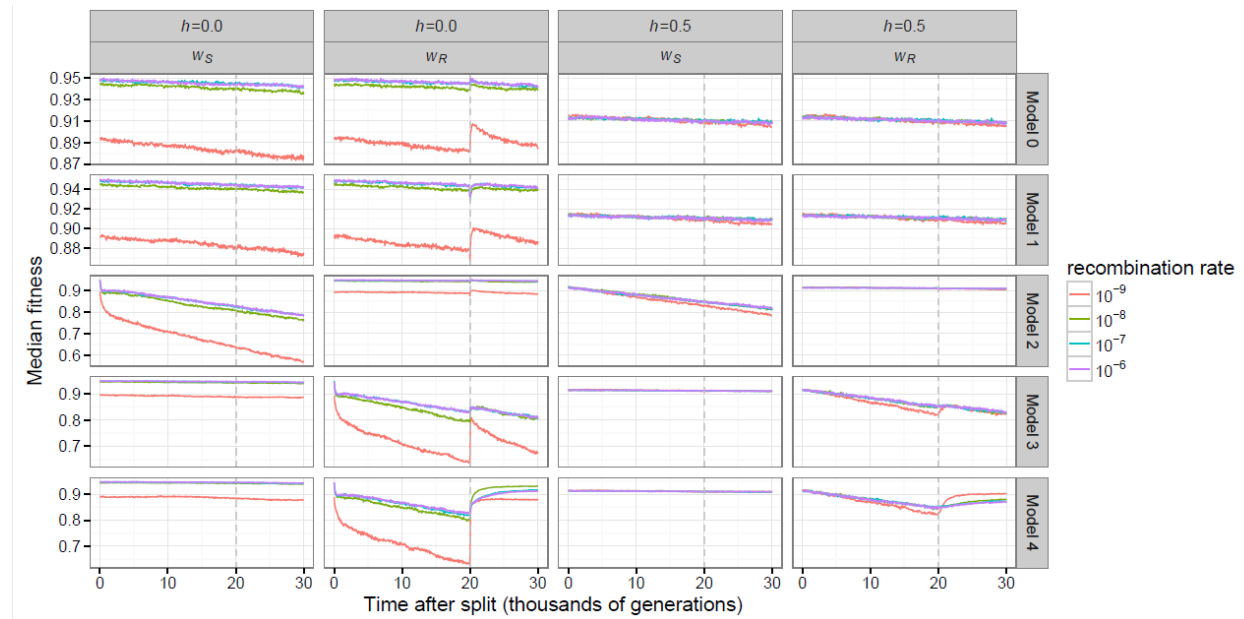 h=0.0 h=0.0 h=0.5 h=0.5
wS wR wS wR
0.95
0.93
0.91
0.89
0.87
Model 0
0.94
0.92
0.90
0.88
Model 1
0.9
0.8
0.7
0.6
Model 2
0.9
0.8
0.7
Model 3
0.9
0.8
0.7
Model 4
Median fitness
0 10 20 30 0 10 20 30 0 10 20 30 0 10 20 30
Time after split (thousands of generations)
recombination rate
10⁻⁹
10⁻⁸
10⁻⁷
10⁻⁶